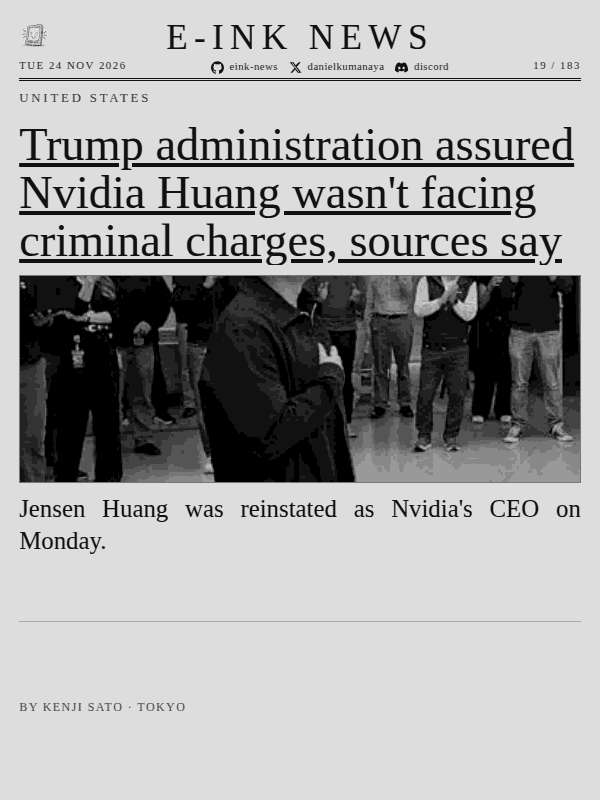 E-INK NEWS
TUE 24 NOV 2026
eink-news danielkumanaya discord
19 / 183
UNITED STATES
Trump administration assured
Nvidia Huang wasn't facing
criminal charges, sources say
Jensen Huang was reinstated as Nvidia's CEO on
Monday.
BY KENJI SATO · TOKYO